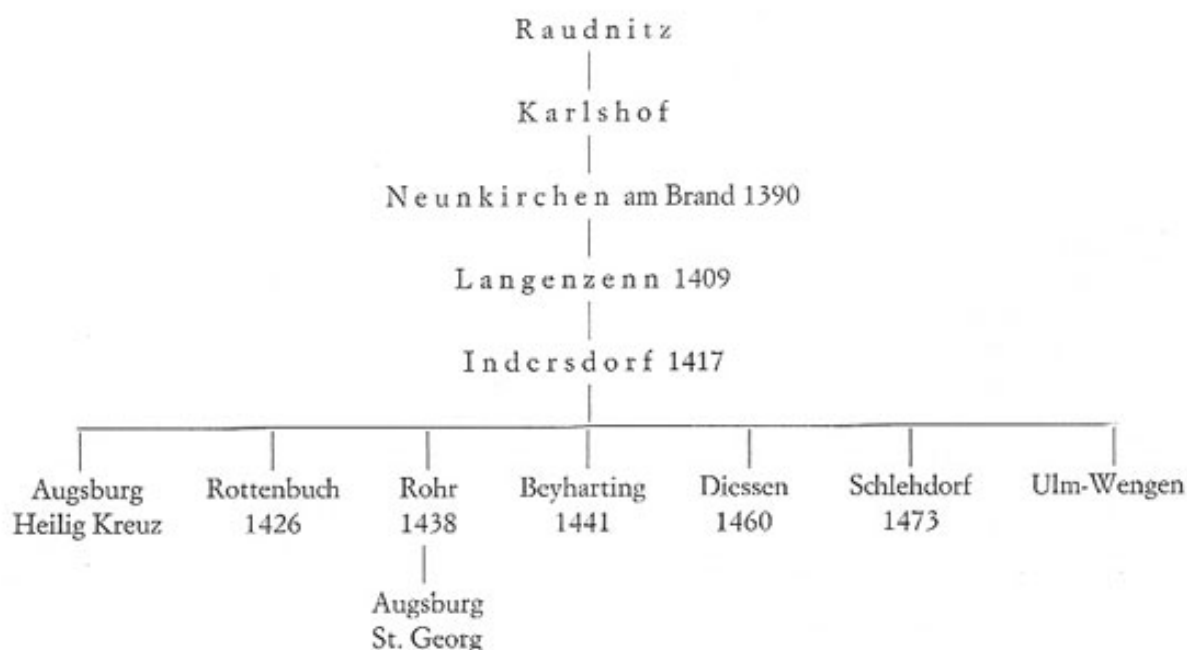 Raudnitz
Karlshof
Neunkirchen am Brand 1390
Langenzenn 1409
Indersdorf 1417
Augsburg
Heilig Kreuz
Rottenbuch
1426
Rohr
1438
Beyharting
1441
Diessen
1460
Schlehdorf
1473
Ulm-Wengen
Augsburg
St. Georg